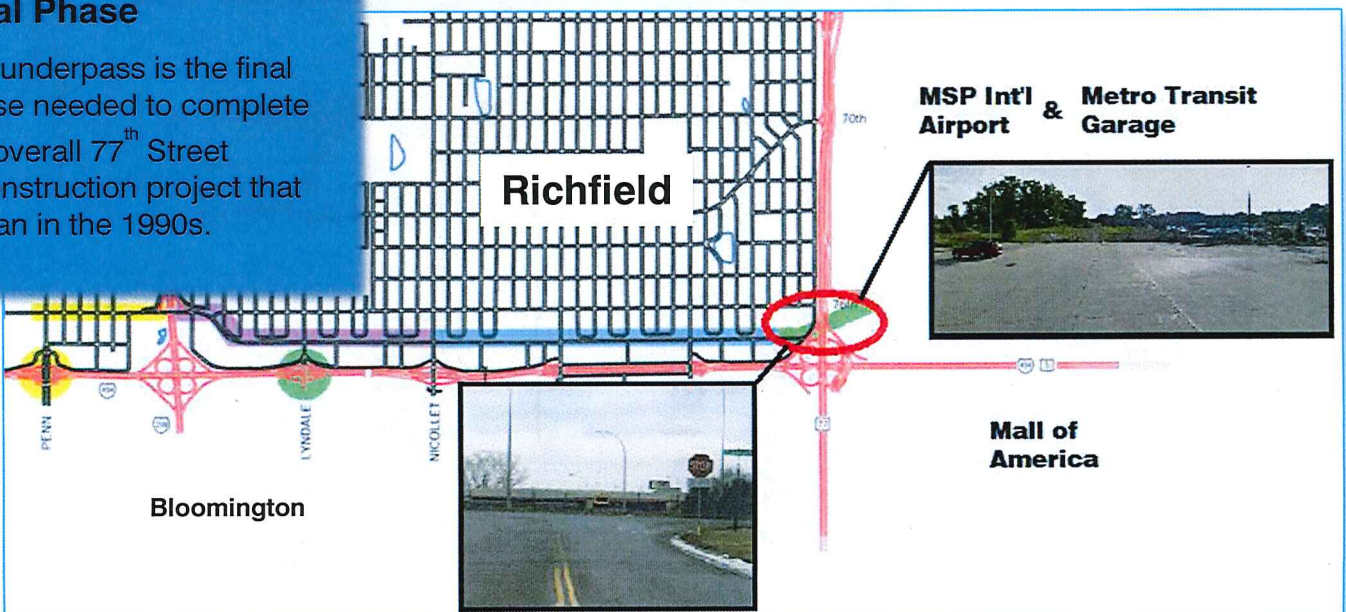 al Phase
underpass is the final
se needed to complete
overall 77th Street
nstruction project that
an in the 1990s.
Richfield
MSP Int'l Airport & Metro Transit Garage
70th
494
5
77
PENN
LYNDALE
NICOLLET
STOP
Mall of
America
Bloomington